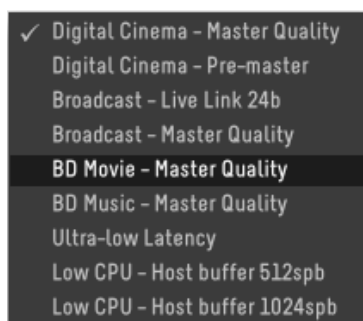 ✓ Digital Cinema - Master Quality
Digital Cinema - Pre-master
Broadcast - Live Link 24b
Broadcast - Master Quality
BD Movie - Master Quality
BD Music - Master Quality
Ultra-low Latency
Low CPU - Host buffer 512spb
Low CPU - Host buffer 1024spb